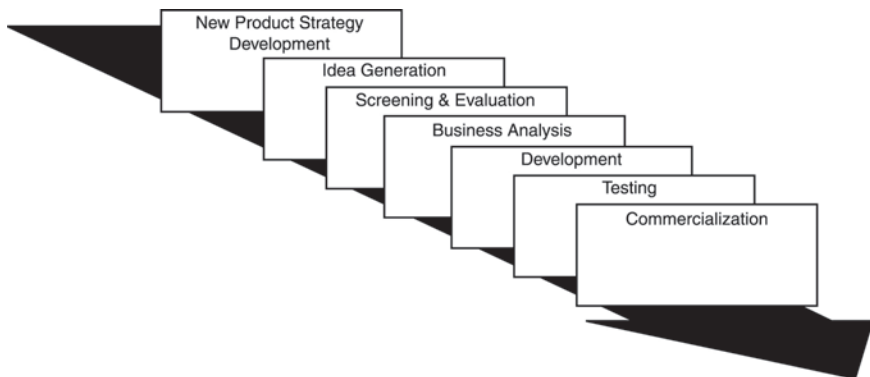 New Product Strategy
Development
Idea Generation
Screening & Evaluation
Business Analysis
Development
Testing
Commercialization